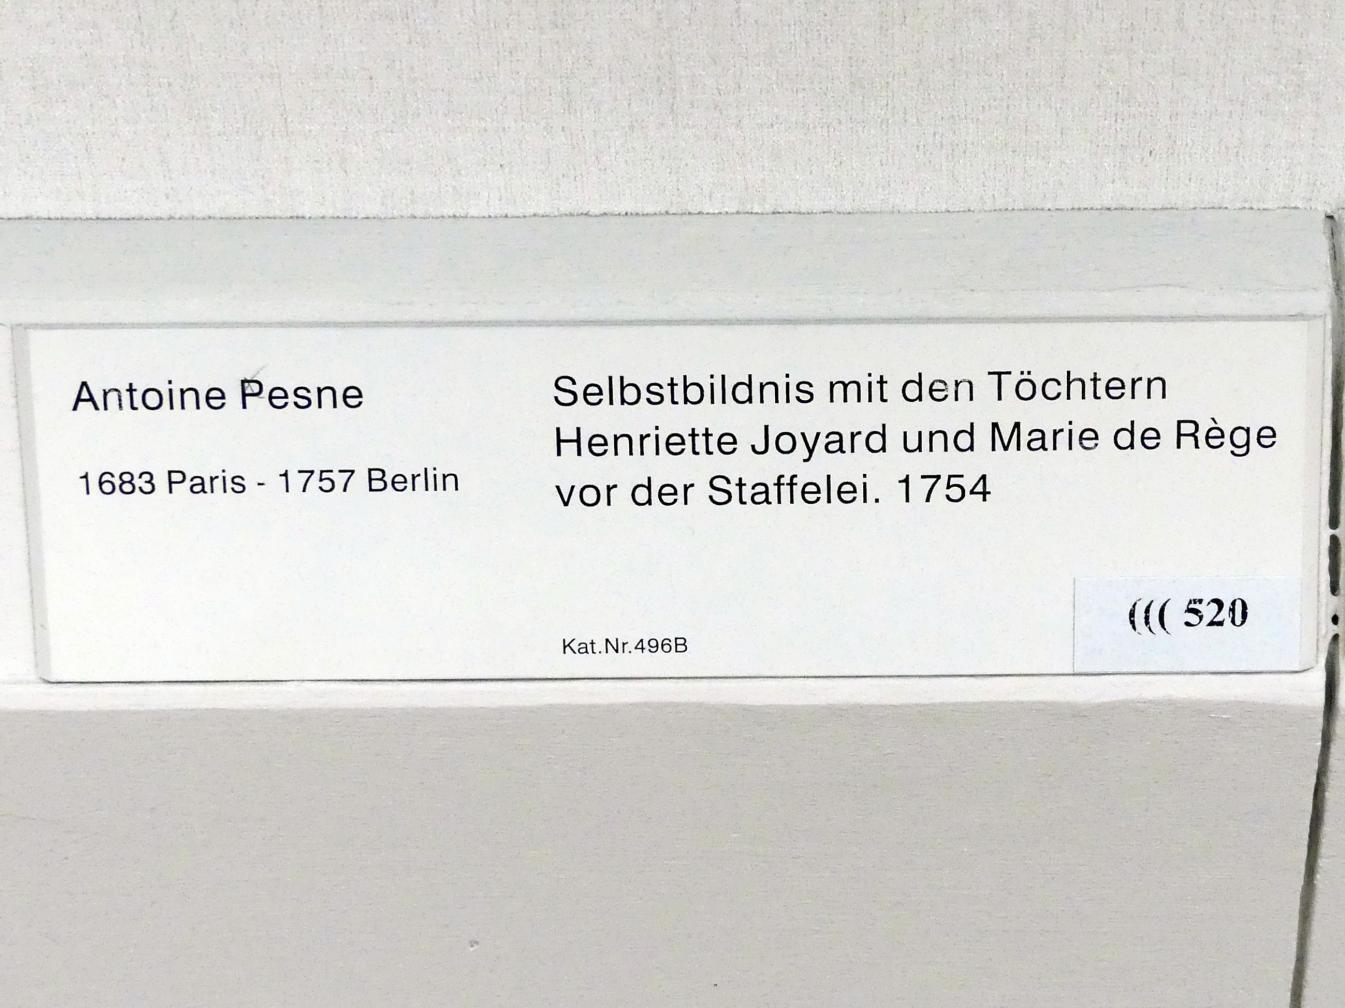 Antoine Pesne
1683 Paris - 1757 Berlin
Selbstbildnis mit den Töchtern
Henriette Joyard und Marie de Rège
vor der Staffelei. 1754
Kat.Nr.496B
((( 520